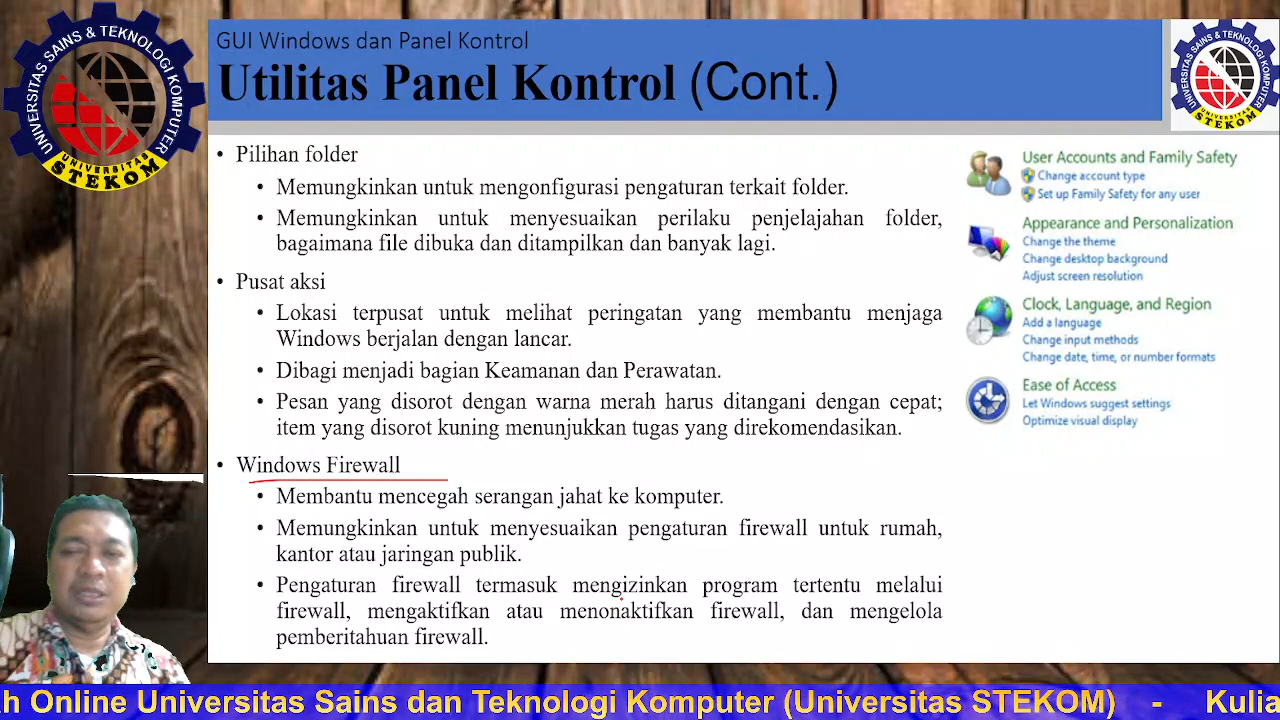 UNIVERSITAS SAINS & TEKNOLOGI KOMPUTER
UNIVERSITAS
STEKOM
GUI Windows dan Panel Kontrol
Utilitas Panel Kontrol (Cont.)
UNIVERSITAS SAINS & TEKNOLOGI KOMPUTER
UNIVERSITAS
STEKOM
• Pilihan folder
• Memungkinkan untuk mengonfigurasi pengaturan terkait folder.
• Memungkinkan untuk menyesuaikan perilaku penjelajahan folder,
bagaimana file dibuka dan ditampilkan dan banyak lagi.
• Pusat aksi
• Lokasi terpusat untuk melihat peringatan yang membantu menjaga
Windows berjalan dengan lancar.
• Dibagi menjadi bagian Keamanan dan Perawatan.
• Pesan yang disorot dengan warna merah harus ditangani dengan cepat;
item yang disorot kuning menunjukkan tugas yang direkomendasikan.
• Windows Firewall
• Membantu mencegah serangan jahat ke komputer.
• Memungkinkan untuk menyesuaikan pengaturan firewall untuk rumah,
kantor atau jaringan publik.
• Pengaturan firewall termasuk mengizinkan program tertentu melalui
firewall, mengaktifkan atau menonaktifkan firewall, dan mengelola
pemberitahuan firewall.
User Accounts and Family Safety
Change account type
Set up Family Safety for any user
Appearance and Personalization
Change the theme
Change desktop background
Adjust screen resolution
Clock, Language, and Region
Add a language
Change input methods
Change date, time, or number formats
Ease of Access
Let Windows suggest settings
Optimize visual display
ah Online Universitas Sains dan Teknologi Komputer (Universitas STEKOM) - Kulia